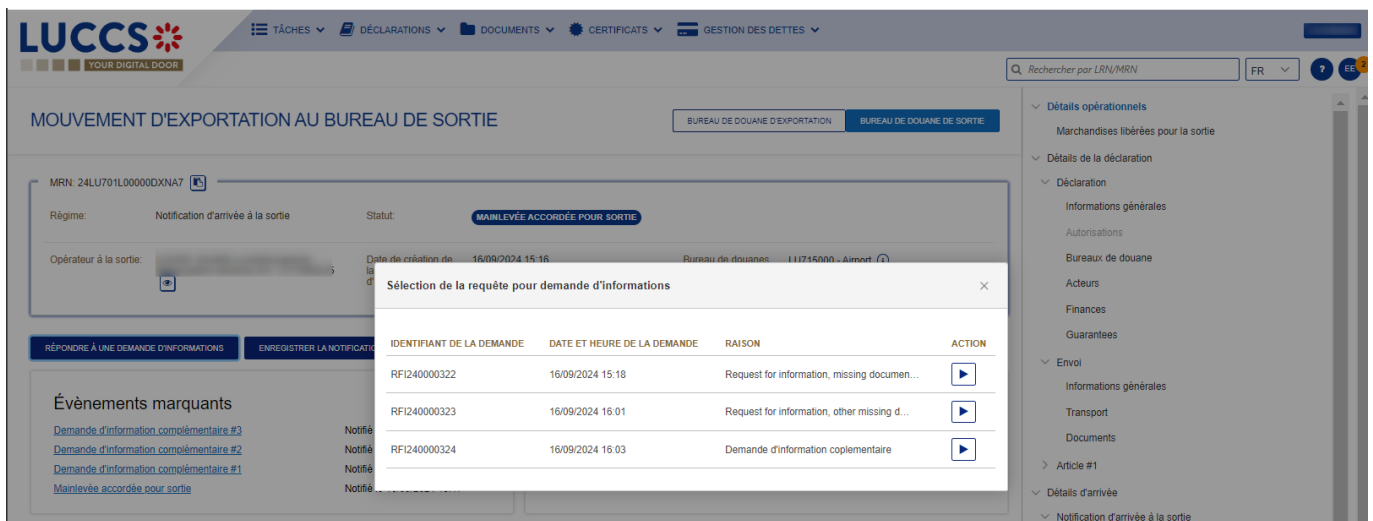 LUCCS
YOUR DIGITAL DOOR
TÂCHES
DÉCLARATIONS
DOCUMENTS
CERTIFICATS
GESTION DES DETTES
Rechercher par LRN/MRN
FR
?
EE
2
MOUVEMENT D'EXPORTATION AU BUREAU DE SORTIE
BUREAU DE DOUANE D'EXPORTATION
BUREAU DE DOUANE DE SORTIE
MRN: 24LU701L00000DXNA7
Régime: Notification d'arrivée à la sortie Statut: MAINLEVÉE ACCORDÉE POUR SORTIE
Opérateur à la sortie: Date de création de 16/09/2024 15:16 Bureau de douanes LU715000 - Airport
RÉPONDRE À UNE DEMANDE D'INFORMATIONS
ENREGISTRER LA NOTIFICATIO
Évènements marquants
Demande d'information complémentaire #3 Notifié
Demande d'information complémentaire #2 Notifié
Demande d'information complémentaire #1 Notifié
Mainlevée accordée pour sortie Notifié
Sélection de la requête pour demande d'informations
IDENTIFIANT DE LA DEMANDE DATE ET HEURE DE LA DEMANDE RAISON ACTION
RFI240000322 16/09/2024 15:18 Request for information, missing documen...
RFI240000323 16/09/2024 16:01 Request for information, other missing d...
RFI240000324 16/09/2024 16:03 Demande d'information coplementaire
Détails opérationnels
Marchandises libérées pour la sortie
Détails de la déclaration
Déclaration
Informations générales
Autorisations
Bureaux de douane
Acteurs
Finances
Guarantees
Envoi
Informations générales
Transport
Documents
Article #1
Détails d'arrivée
Notification d'arrivée à la sortie